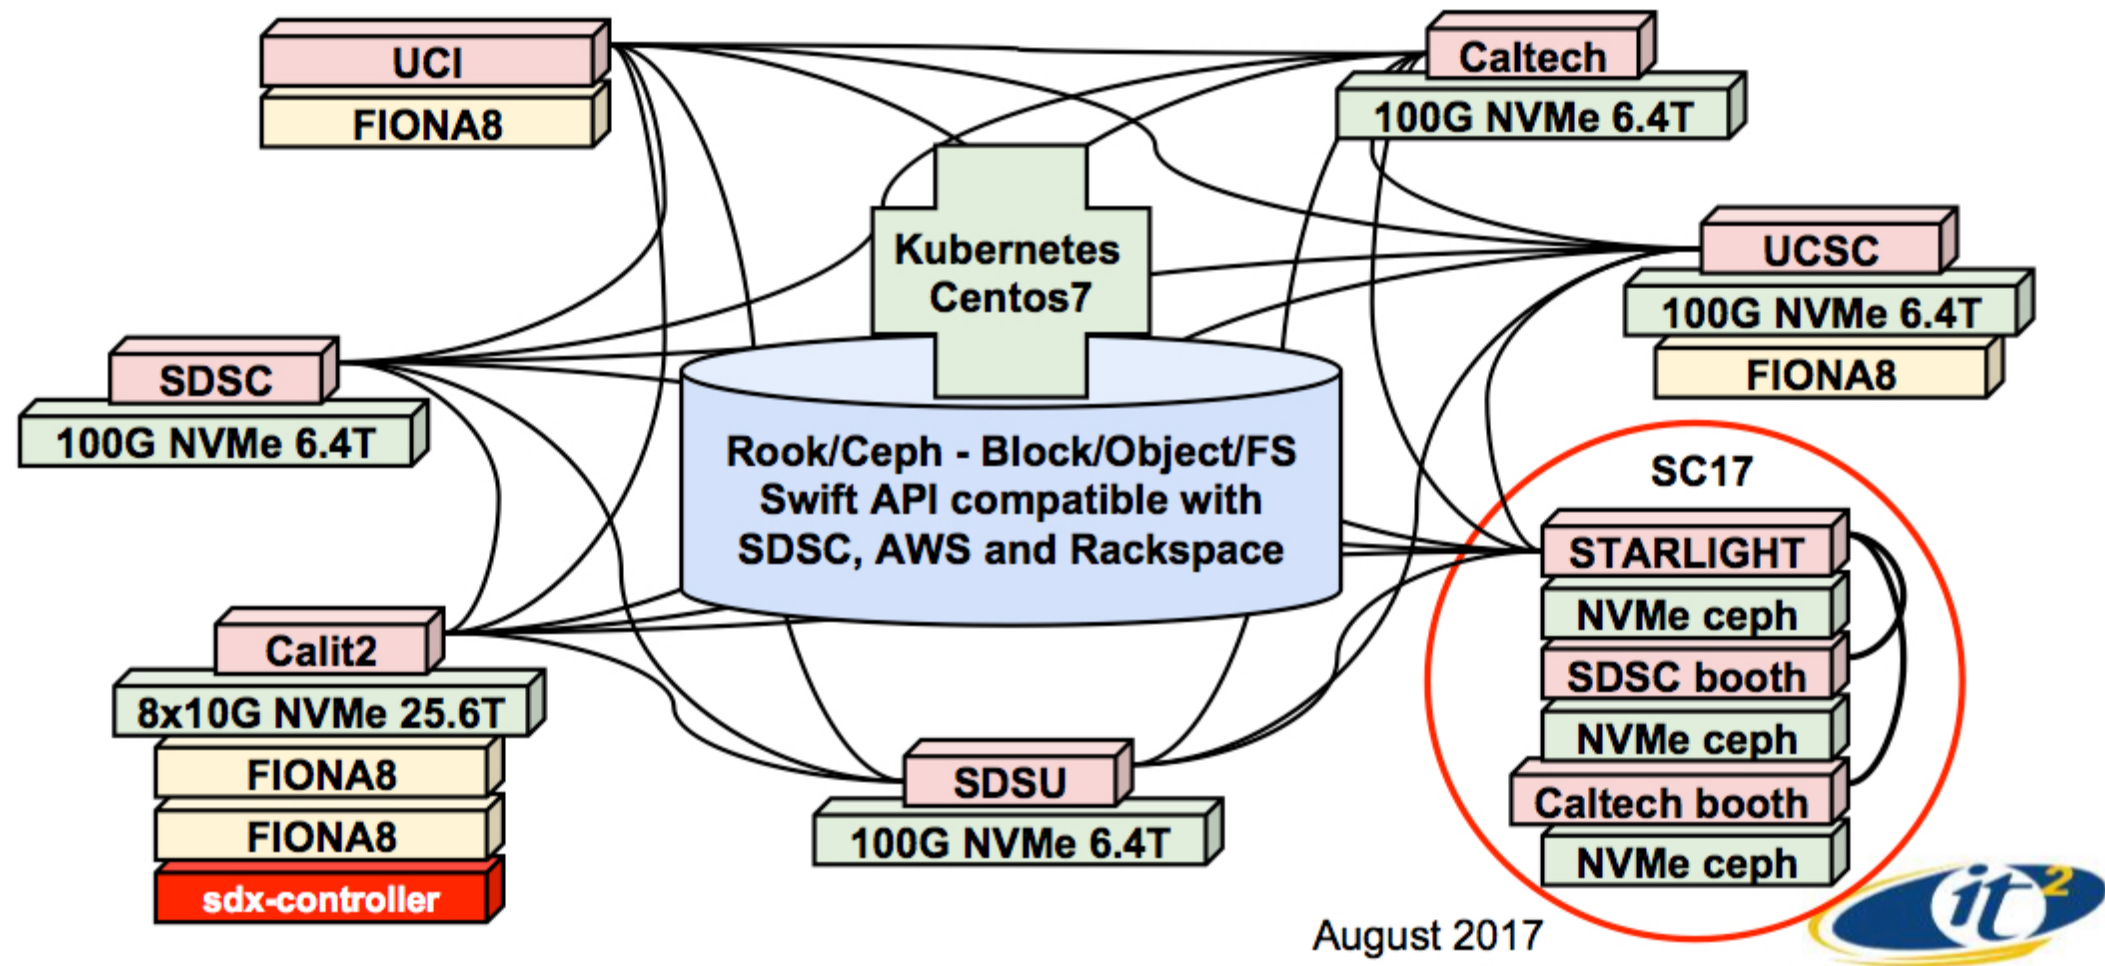 UCI
FIONA8
Caltech
100G NVMe 6.4T
Kubernetes
Centos7
UCSC
100G NVMe 6.4T
FIONA8
SDSC
100G NVMe 6.4T
Rook/Ceph - Block/Object/FS
Swift API compatible with
SDSC, AWS and Rackspace
SC17
STARLIGHT
NVMe ceph
SDSC booth
NVMe ceph
Caltech booth
NVMe ceph
Calit2
8x10G NVMe 25.6T
FIONA8
FIONA8
sdx-controller
SDSU
100G NVMe 6.4T
August 2017
it2